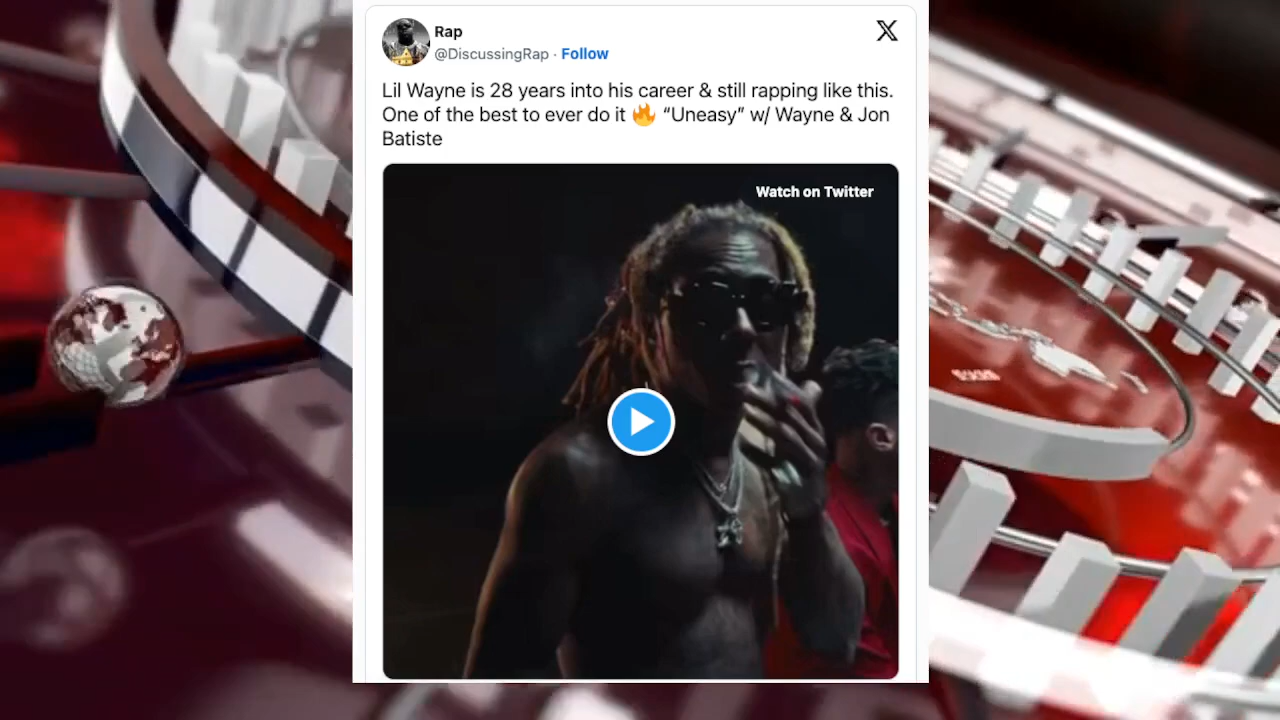 Rap
@DiscussingRap · Follow
Lil Wayne is 28 years into his career & still rapping like this.
One of the best to ever do it 🔥 “Uneasy” w/ Wayne & Jon
Batiste
Watch on Twitter